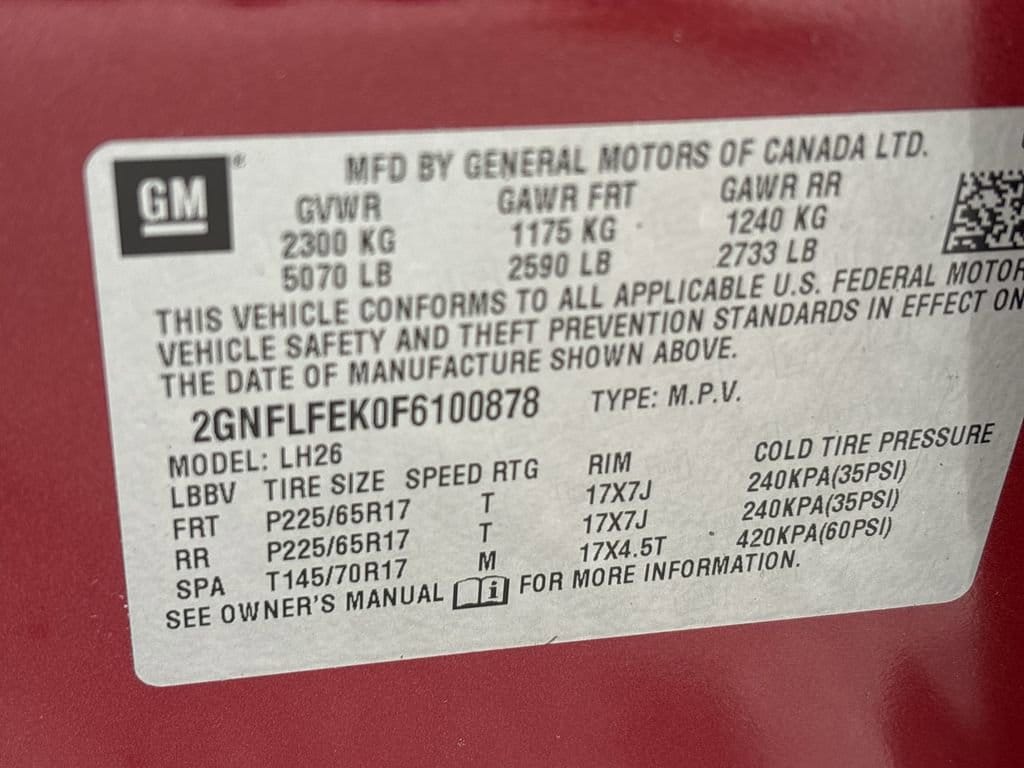 GM ® MFD BY GENERAL MOTORS OF CANADA LTD.
GVWR GAWR FRT GAWR RR
2300 KG 1175 KG 1240 KG
5070 LB 2590 LB 2733 LB
THIS VEHICLE CONFORMS TO ALL APPLICABLE U.S. FEDERAL MOTOR
VEHICLE SAFETY AND THEFT PREVENTION STANDARDS IN EFFECT ON
THE DATE OF MANUFACTURE SHOWN ABOVE.
2GNFLFEK0F6100878 TYPE: M.P.V.
MODEL: LH26
LBBV TIRE SIZE SPEED RTG RIM COLD TIRE PRESSURE
FRT P225/65R17 T 17X7J 240KPA(35PSI)
RR P225/65R17 T 17X7J 240KPA(35PSI)
SPA T145/70R17 M 17X4.5T 420KPA(60PSI)
SEE OWNER'S MANUAL i FOR MORE INFORMATION.